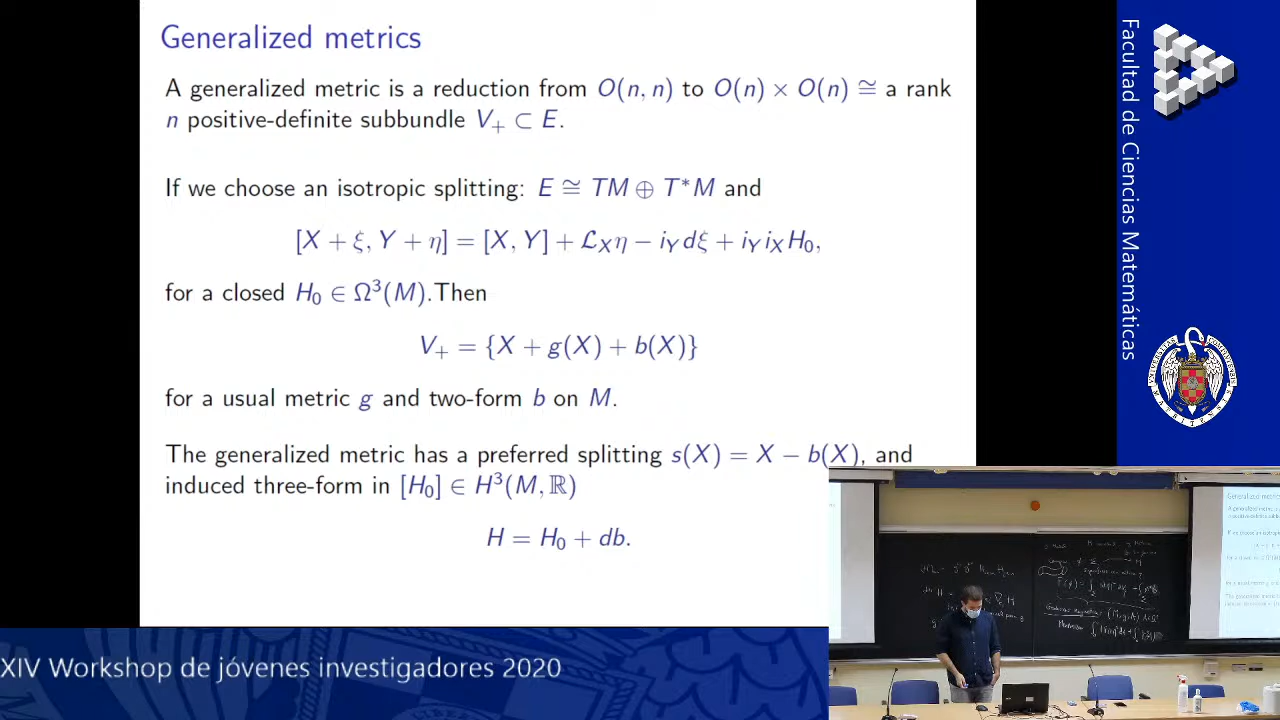 Generalized metrics
A generalized metric is a reduction from O(n, n) to O(n) × O(n) ≅ a rank
n positive-definite subbundle V₊ ⊂ E.
If we choose an isotropic splitting: E ≅ TM ⊕ T*M and
[X + ξ, Y + η] = [X, Y] + ℒ_X η − i_Y dξ + i_Y i_X H₀,
for a closed H₀ ∈ Ω³(M).Then
V₊ = {X + g(X) + b(X)}
for a usual metric g and two-form b on M.
The generalized metric has a preferred splitting s(X) = X − b(X), and
induced three-form in [H₀] ∈ H³(M, ℝ)
H = H₀ + db.
XIV Workshop de jóvenes investigadores 2020
Facultad de Ciencias Matemáticas
Generalized metrics